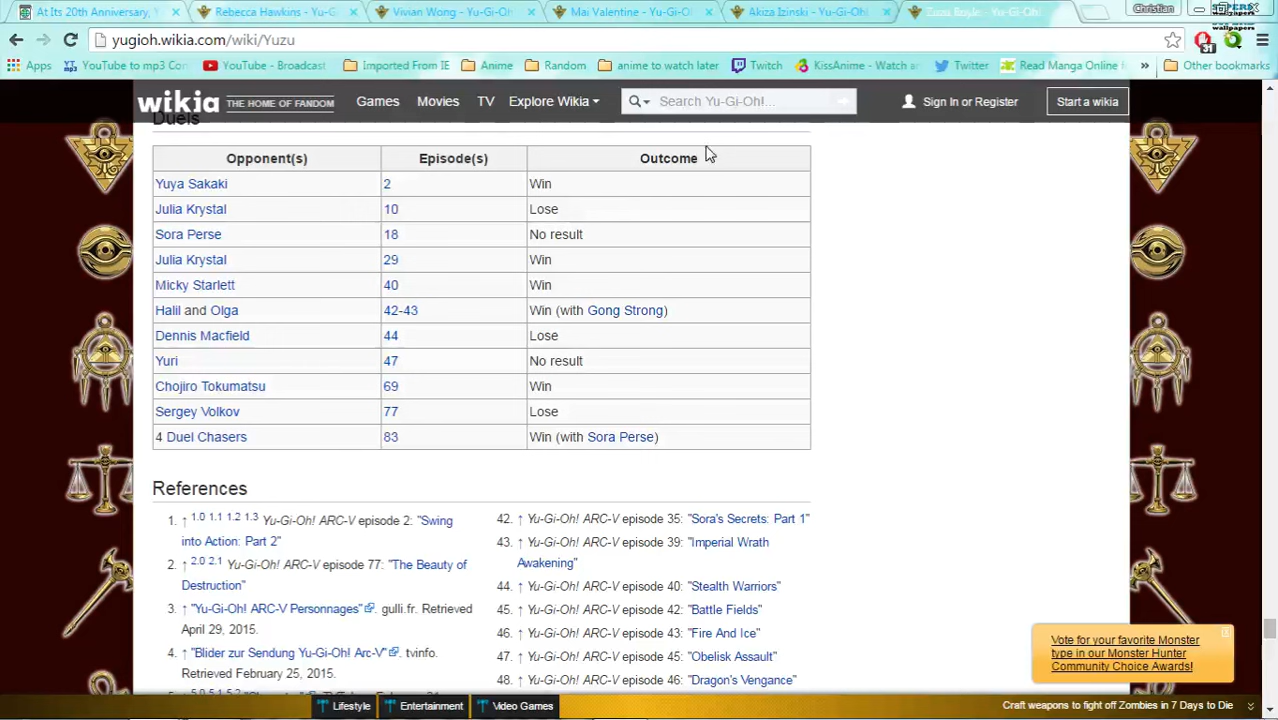 At Its 20th Anniversary,
Rebecca Hawkins - Yu-G
Vivian Wong - Yu-Gi-Oh
Mai Valentine - Yu-Gi-O
Akiza Izinski - Yu-Gi-Oh!
Zuzu Boyle - Yu-Gi-Oh!
Christian
yugioh.wikia.com/wiki/Yuzu
31
Apps
YouTube to mp3 Con
YouTube - Broadcast
Imported From IE
Anime
Random
anime to watch later
Twitch
KissAnime - Watch a
Twitter
Read Manga Online f
»
Other bookmarks
wikia THE HOME OF FANDOM
Games
Movies
TV
Explore Wikia
Search Yu-Gi-Oh!...
Sign In or Register
Start a wikia
Duels
Opponent(s) Episode(s) Outcome
Yuya Sakaki 2 Win
Julia Krystal 10 Lose
Sora Perse 18 No result
Julia Krystal 29 Win
Micky Starlett 40 Win
Halil and Olga 42-43 Win (with Gong Strong)
Dennis Macfield 44 Lose
Yuri 47 No result
Chojiro Tokumatsu 69 Win
Sergey Volkov 77 Lose
4 Duel Chasers 83 Win (with Sora Perse)
References
1. ↑ 1.0 1.1 1.2 1.3 Yu-Gi-Oh! ARC-V episode 2: "Swing
into Action: Part 2"
2. ↑ 2.0 2.1 Yu-Gi-Oh! ARC-V episode 77: "The Beauty of
Destruction"
3. ↑ "Yu-Gi-Oh! ARC-V Personnages". gulli.fr. Retrieved
April 29, 2015.
4. ↑ "Blider zur Sendung Yu-Gi-Oh! Arc-V". tvinfo.
Retrieved February 25, 2015.
42. ↑ Yu-Gi-Oh! ARC-V episode 35: "Sora's Secrets: Part 1"
43. ↑ Yu-Gi-Oh! ARC-V episode 39: "Imperial Wrath
Awakening"
44. ↑ Yu-Gi-Oh! ARC-V episode 40: "Stealth Warriors"
45. ↑ Yu-Gi-Oh! ARC-V episode 42: "Battle Fields"
46. ↑ Yu-Gi-Oh! ARC-V episode 43: "Fire And Ice"
47. ↑ Yu-Gi-Oh! ARC-V episode 45: "Obelisk Assault"
48. ↑ Yu-Gi-Oh! ARC-V episode 46: "Dragon's Vengance"
Vote for your favorite Monster
type in our Monster Hunter
Community Choice Awards!
Lifestyle
Entertainment
Video Games
Craft weapons to fight off Zombies in 7 Days to Die